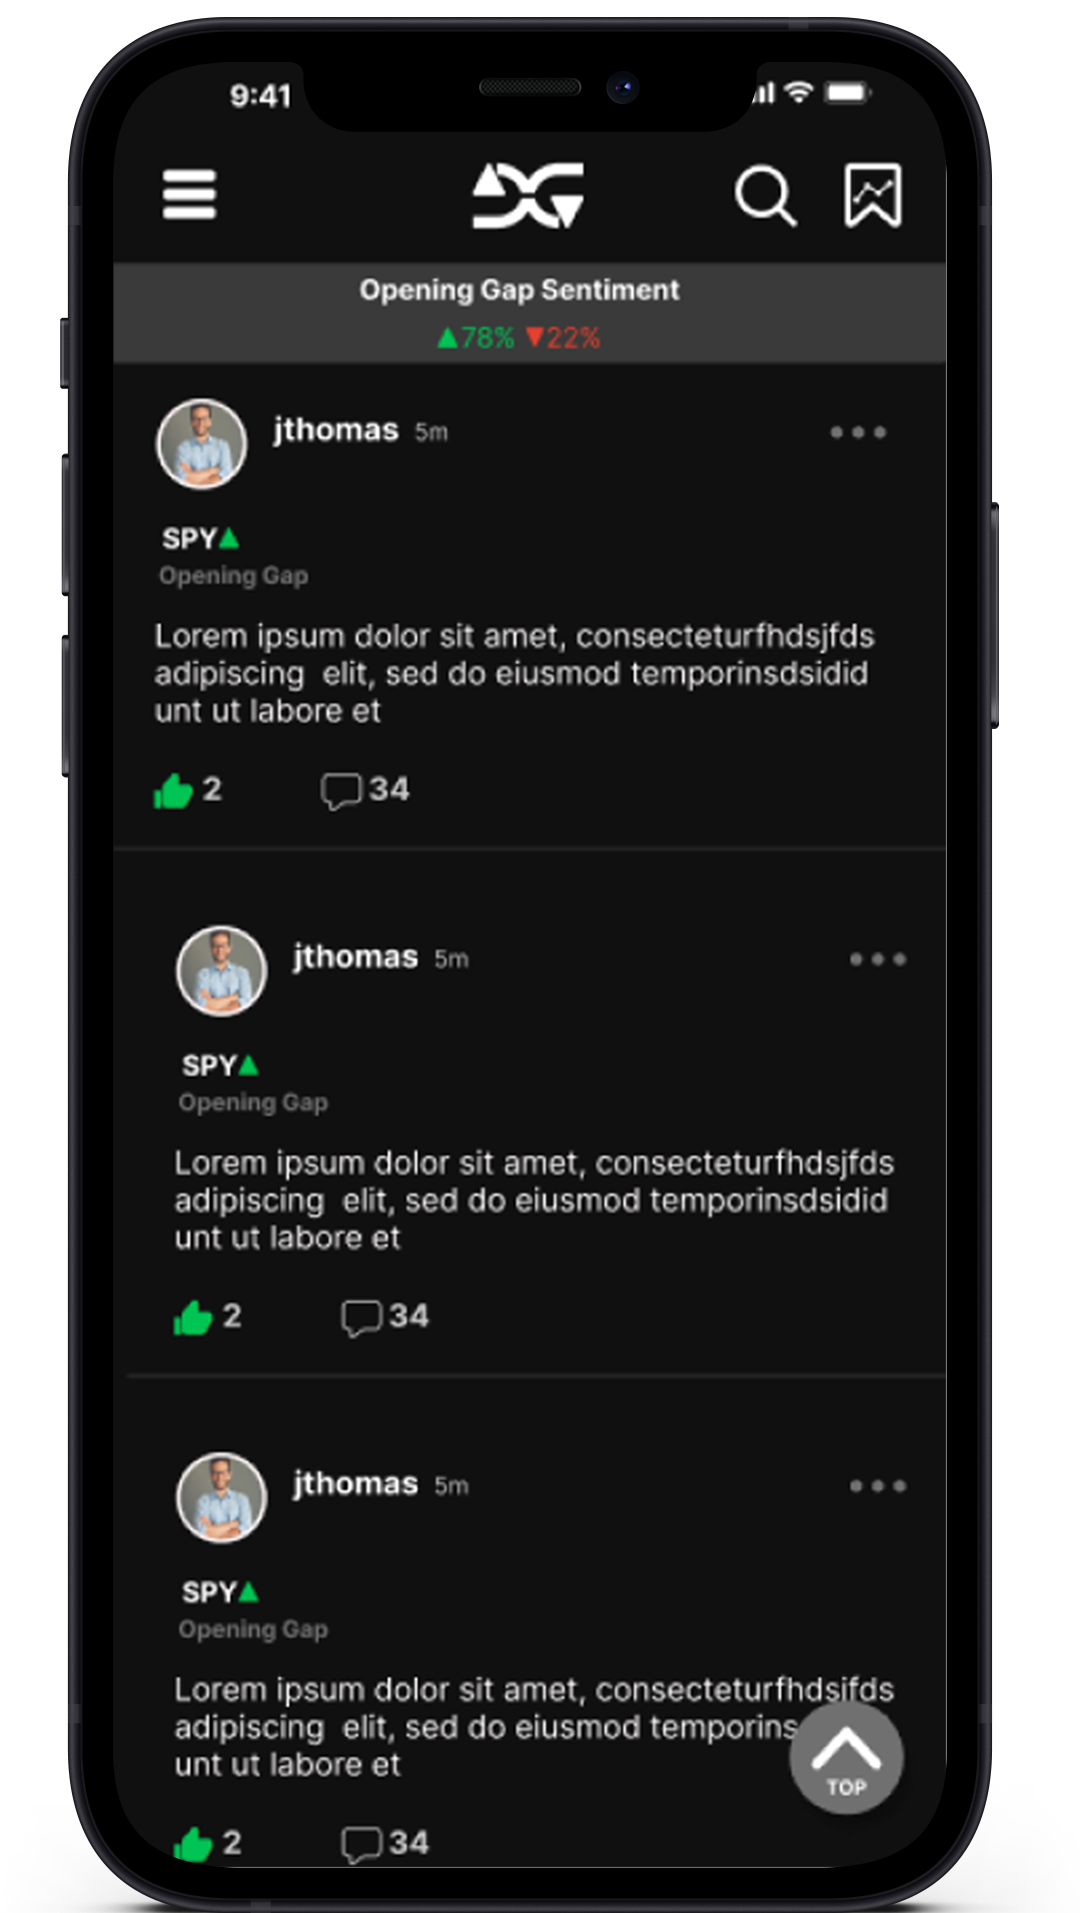 9:41
Opening Gap Sentiment
▲78% ▼22%
jthomas 5m
SPY▲
Opening Gap
Lorem ipsum dolor sit amet, consecteturfhdsjfds
adipiscing elit, sed do eiusmod temporinsdsidid
unt ut labore et
2 34
jthomas 5m
SPY▲
Opening Gap
Lorem ipsum dolor sit amet, consecteturfhdsjfds
adipiscing elit, sed do eiusmod temporinsdsidid
unt ut labore et
2 34
jthomas 5m
SPY▲
Opening Gap
Lorem ipsum dolor sit amet, consecteturfhdsjfds
adipiscing elit, sed do eiusmod temporins
unt ut labore et
TOP
2 34